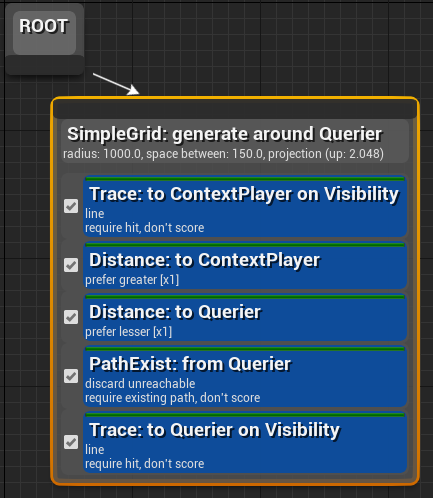 ROOT
SimpleGrid: generate around Querier
radius: 1000.0, space between: 150.0, projection (up: 2.048)
Trace: to ContextPlayer on Visibility
line
require hit, don't score
Distance: to ContextPlayer
prefer greater [x1]
Distance: to Querier
prefer lesser [x1]
PathExist: from Querier
discard unreachable
require existing path, don't score
Trace: to Querier on Visibility
line
require hit, don't score